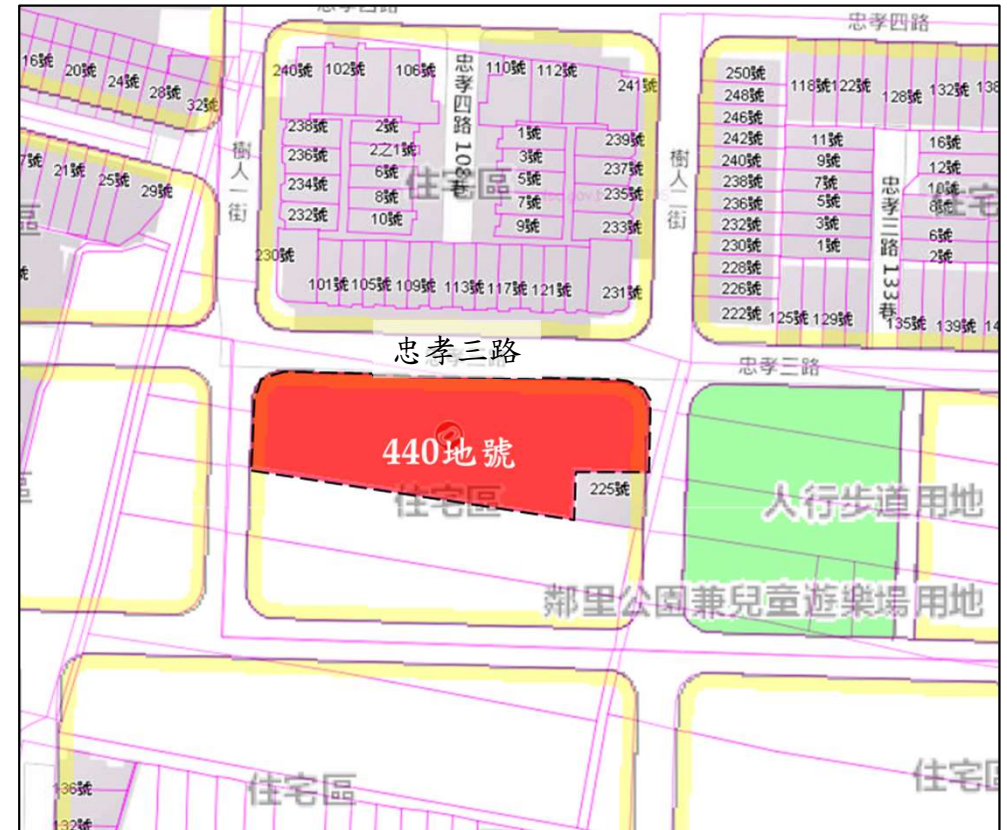 忠孝四路
忠孝四路
16號 20號 24號 28號 32號
240號 102號 106號 110號 112號 241號
250號 118號 122號 128號 132號
248號
246號
238號 2號 1號 239號
242號 11號 16號
236號 2之1號 3號 237號
240號 9號 12號
234號 6號 5號 235號
238號 7號 10號
232號 8號 7號 233號
236號 5號 8號
10號 9號
232號 3號 6號
230號 1號 2號
樹人一街
忠孝四路 108巷
住宅區
樹人二街
忠孝三路 133巷
住宅
21號 25號 29號
區
230號
228號
226號
101號 105號 109號 113號 117號 121號 231號
222號 125號 129號 135號 139號
忠孝三路
忠孝三路
440地號
225號
住宅區
人行步道用地
鄰里公園兼兒童遊樂場用地
區
住宅區
住宅
136號
132號